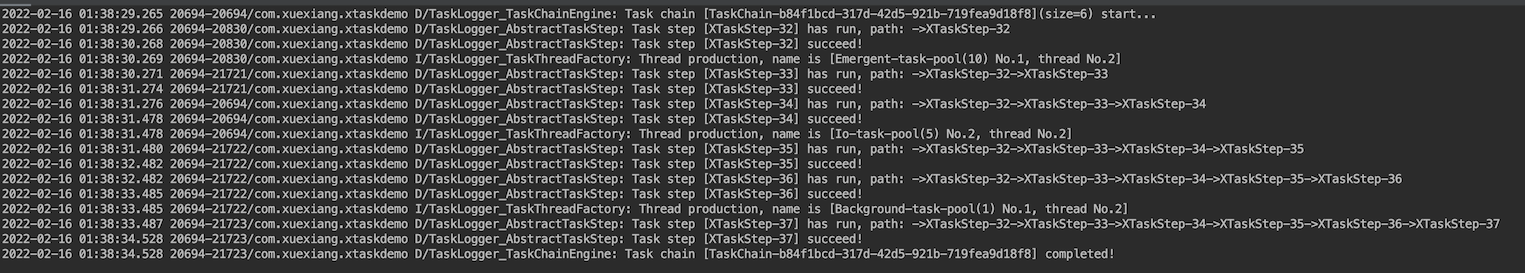 2022-02-16 01:38:29.265 20694-20694/com.xuexiang.xtaskdemo D/TaskLogger_TaskChainEngine: Task chain [TaskChain-b84f1bcd-317d-42d5-921b-719fea9d18f8](size=6) start...
2022-02-16 01:38:29.266 20694-20830/com.xuexiang.xtaskdemo D/TaskLogger_AbstractTaskStep: Task step [XTaskStep-32] has run, path: ->XTaskStep-32
2022-02-16 01:38:30.268 20694-20830/com.xuexiang.xtaskdemo D/TaskLogger_AbstractTaskStep: Task step [XTaskStep-32] succeed!
2022-02-16 01:38:30.269 20694-20830/com.xuexiang.xtaskdemo I/TaskLogger_TaskThreadFactory: Thread production, name is [Emergent-task-pool(10) No.1, thread No.2]
2022-02-16 01:38:30.271 20694-21721/com.xuexiang.xtaskdemo D/TaskLogger_AbstractTaskStep: Task step [XTaskStep-33] has run, path: ->XTaskStep-32->XTaskStep-33
2022-02-16 01:38:31.274 20694-21721/com.xuexiang.xtaskdemo D/TaskLogger_AbstractTaskStep: Task step [XTaskStep-33] succeed!
2022-02-16 01:38:31.276 20694-20694/com.xuexiang.xtaskdemo D/TaskLogger_AbstractTaskStep: Task step [XTaskStep-34] has run, path: ->XTaskStep-32->XTaskStep-33->XTaskStep-34
2022-02-16 01:38:31.478 20694-20694/com.xuexiang.xtaskdemo D/TaskLogger_AbstractTaskStep: Task step [XTaskStep-34] succeed!
2022-02-16 01:38:31.478 20694-20694/com.xuexiang.xtaskdemo I/TaskLogger_TaskThreadFactory: Thread production, name is [Io-task-pool(5) No.2, thread No.2]
2022-02-16 01:38:31.480 20694-21722/com.xuexiang.xtaskdemo D/TaskLogger_AbstractTaskStep: Task step [XTaskStep-35] has run, path: ->XTaskStep-32->XTaskStep-33->XTaskStep-34->XTaskStep-35
2022-02-16 01:38:32.482 20694-21722/com.xuexiang.xtaskdemo D/TaskLogger_AbstractTaskStep: Task step [XTaskStep-35] succeed!
2022-02-16 01:38:32.482 20694-21722/com.xuexiang.xtaskdemo D/TaskLogger_AbstractTaskStep: Task step [XTaskStep-36] has run, path: ->XTaskStep-32->XTaskStep-33->XTaskStep-34->XTaskStep-35->XTaskStep-36
2022-02-16 01:38:33.485 20694-21722/com.xuexiang.xtaskdemo D/TaskLogger_AbstractTaskStep: Task step [XTaskStep-36] succeed!
2022-02-16 01:38:33.485 20694-21722/com.xuexiang.xtaskdemo I/TaskLogger_TaskThreadFactory: Thread production, name is [Background-task-pool(1) No.1, thread No.2]
2022-02-16 01:38:33.487 20694-21723/com.xuexiang.xtaskdemo D/TaskLogger_AbstractTaskStep: Task step [XTaskStep-37] has run, path: ->XTaskStep-32->XTaskStep-33->XTaskStep-34->XTaskStep-35->XTaskStep-36->XTaskStep-37
2022-02-16 01:38:34.528 20694-21723/com.xuexiang.xtaskdemo D/TaskLogger_AbstractTaskStep: Task step [XTaskStep-37] succeed!
2022-02-16 01:38:34.528 20694-21723/com.xuexiang.xtaskdemo D/TaskLogger_TaskChainEngine: Task chain [TaskChain-b84f1bcd-317d-42d5-921b-719fea9d18f8] completed!